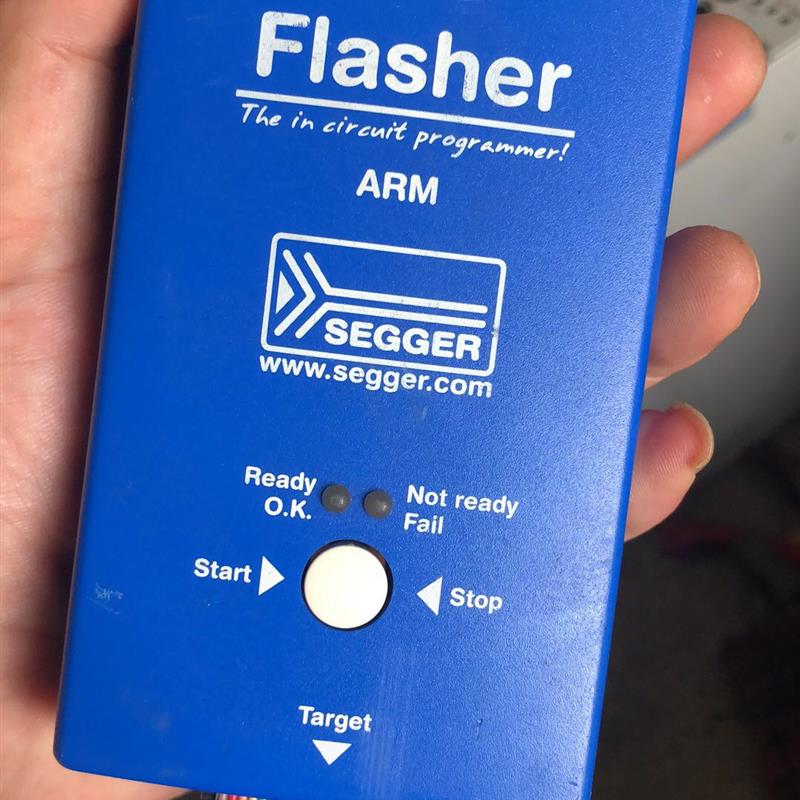 Flasher
The in circuit programmer!
ARM
SEGGER
www.segger.com
Ready
O.K.
Not ready
Fail
Start
Stop
Target